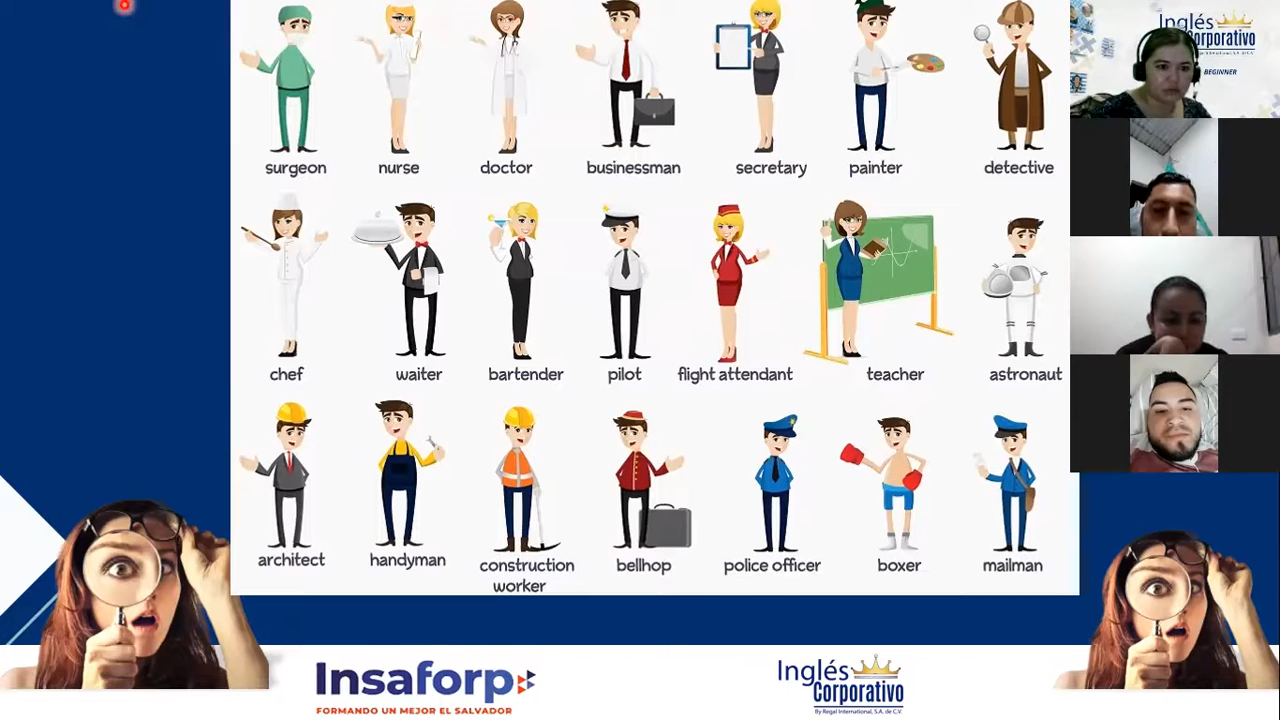 surgeon nurse doctor businessman secretary painter detective
chef waiter bartender pilot flight attendant teacher astronaut
architect handyman construction worker bellhop police officer boxer mailman
Inglés
Corporativo
BEGINNER
Insaforp
FORMANDO UN MEJOR EL SALVADOR
Inglés
Corporativo
By Regal International, S.A. de C.V.